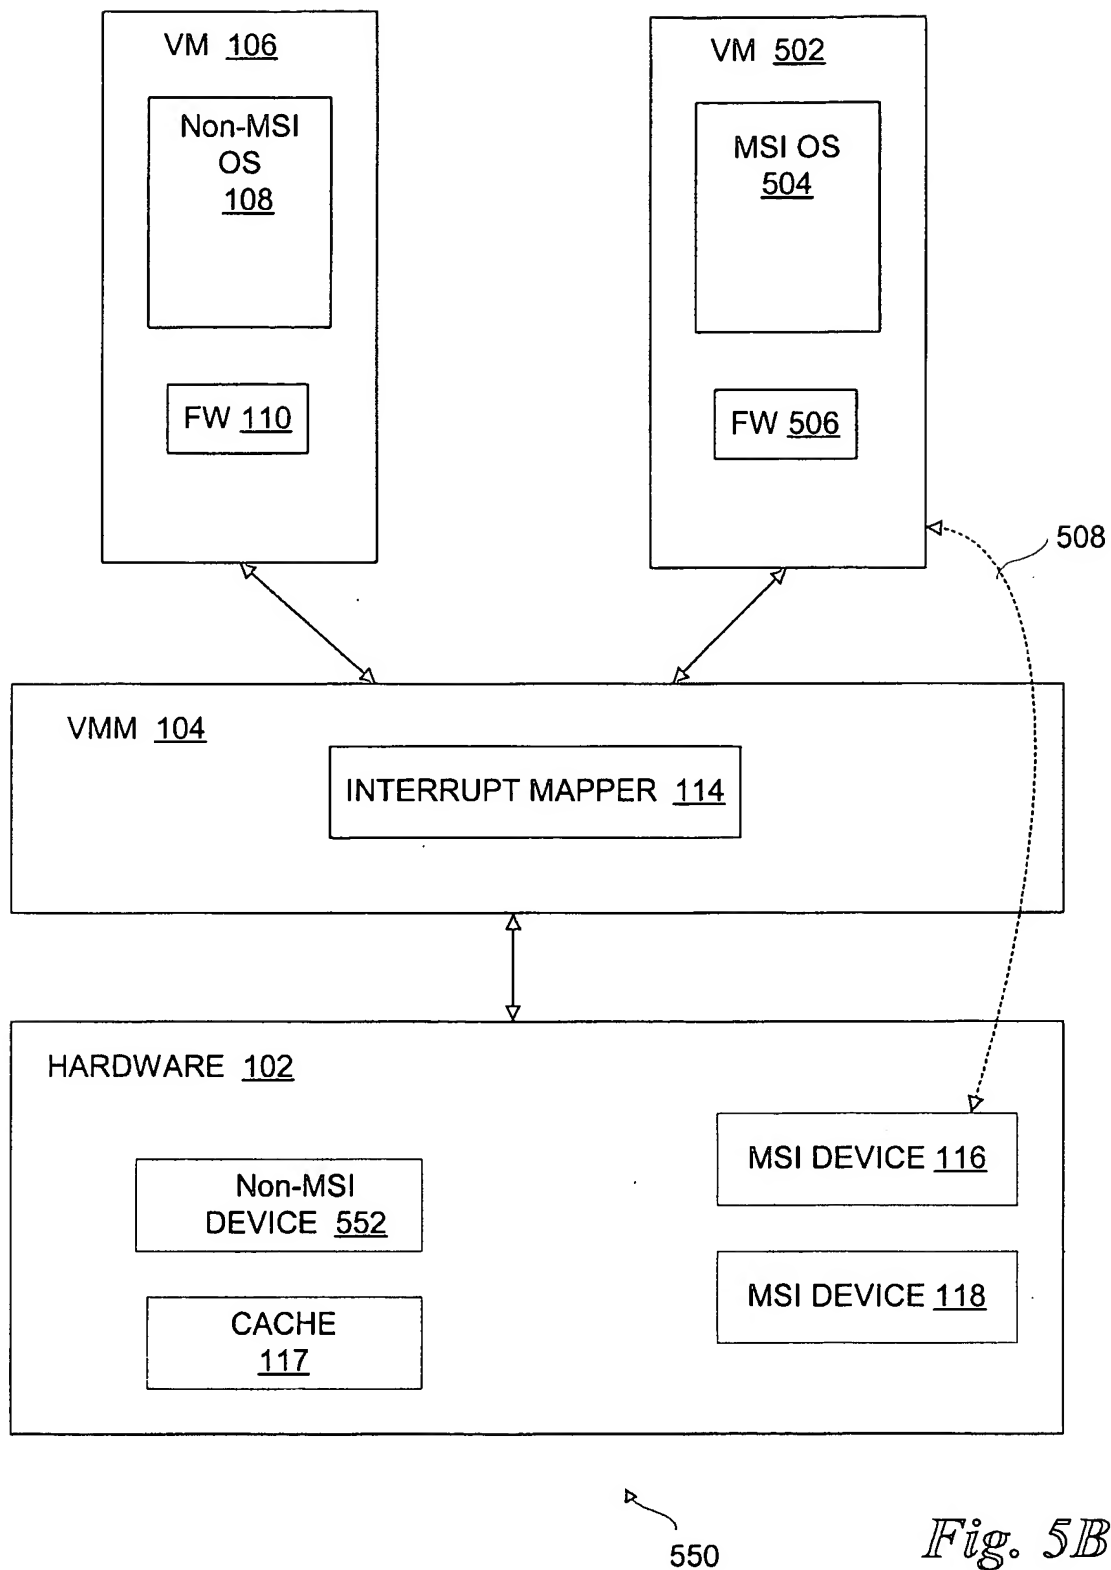 VM 106
Non-MSI
OS
108
FW 110
VM 502
MSI OS
504
FW 506
508
VMM 104
INTERRUPT MAPPER 114
HARDWARE 102
Non-MSI
DEVICE 552
CACHE
117
MSI DEVICE 116
MSI DEVICE 118
550
Fig. 5B